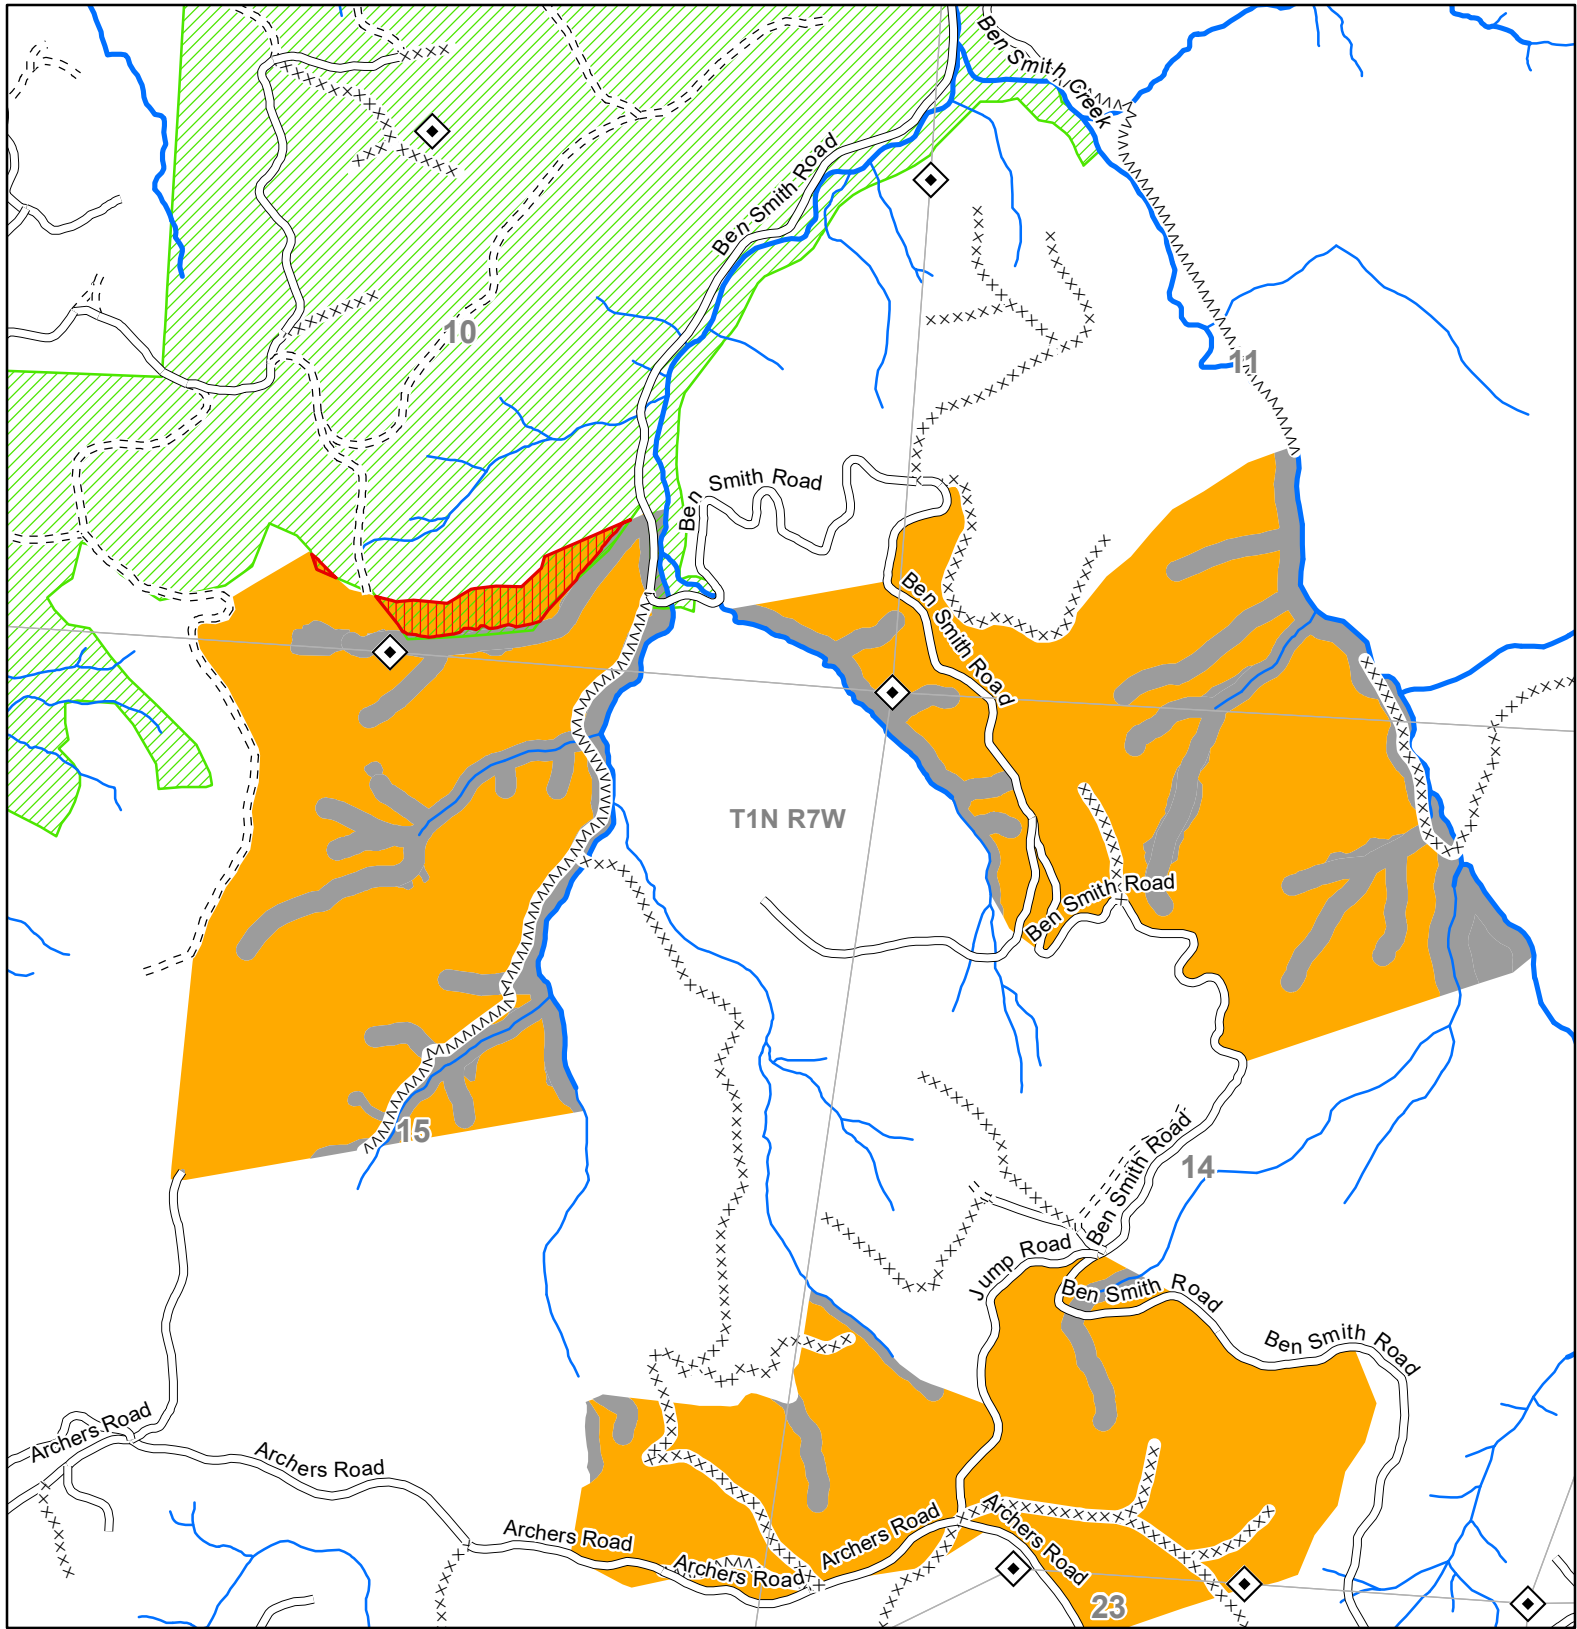 Ben Smith Creek
Ben Smith Road
10
11
Ben Smith Road
Ben Smith Road
T1N R7W
Ben Smith Road
15
14
Ben Smith Road
Jump Road
Ben Smith Road
Ben Smith Road
Archers Road
Archers Road
Archers Road
Archers Road
Archers Road
Archers Road
23